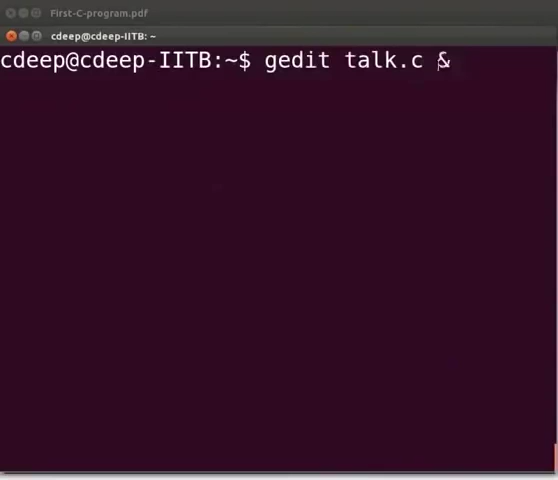 First-C-program.pdf
cdeep@cdeep-IITB: ~
cdeep@cdeep-IITB:~$ gedit talk.c &